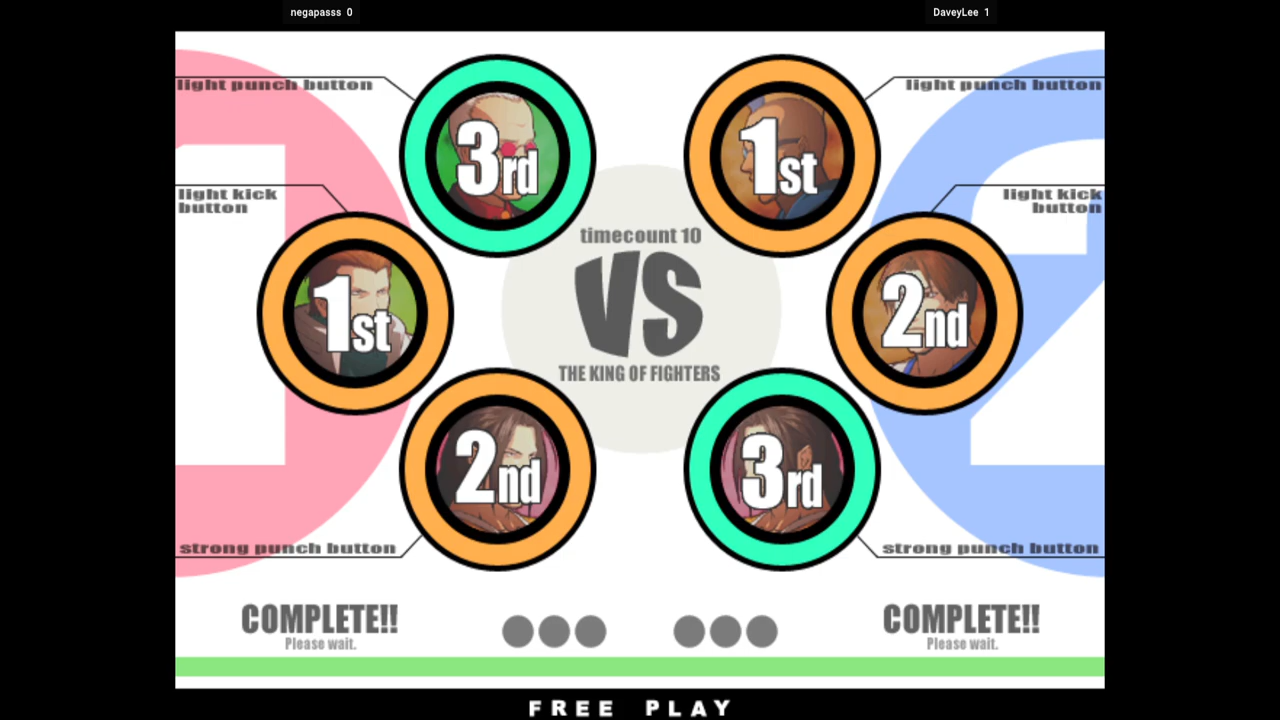 negapasss 0
DaveyLee 1
light punch button
light punch button
3rd
1st
light kick
button
light kick
button
timecount 10
VS
THE KING OF FIGHTERS
1
1st
2nd
2
2nd
3rd
strong punch button
strong punch button
COMPLETE!!
Please wait.
COMPLETE!!
Please wait.
FREE PLAY